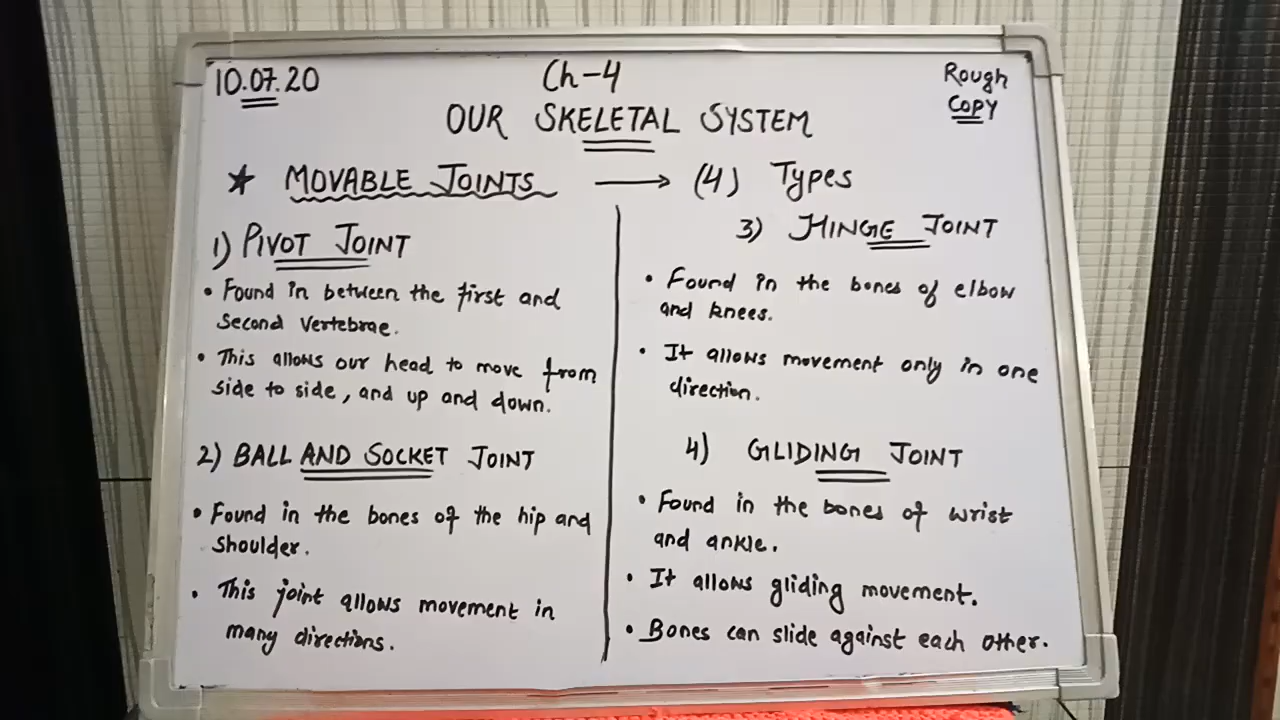 10.07.20
Ch-4
Rough
COPY
OUR SKELETAL SYSTEM
★ MOVABLE JOINTS → (4) Types
1) PIVOT JOINT
• Found in between the first and
second vertebrae.
• This allows our head to move from
side to side, and up and down.
2) BALL AND SOCKET JOINT
• Found in the bones of the hip and
shoulder.
• This joint allows movement in
many directions.
3) HINGE JOINT
• Found in the bones of elbow
and knees.
• It allows movement only in one
direction.
4) GLIDING JOINT
• Found in the bones of wrist
and ankle.
• It allows gliding movement.
• Bones can slide against each other.